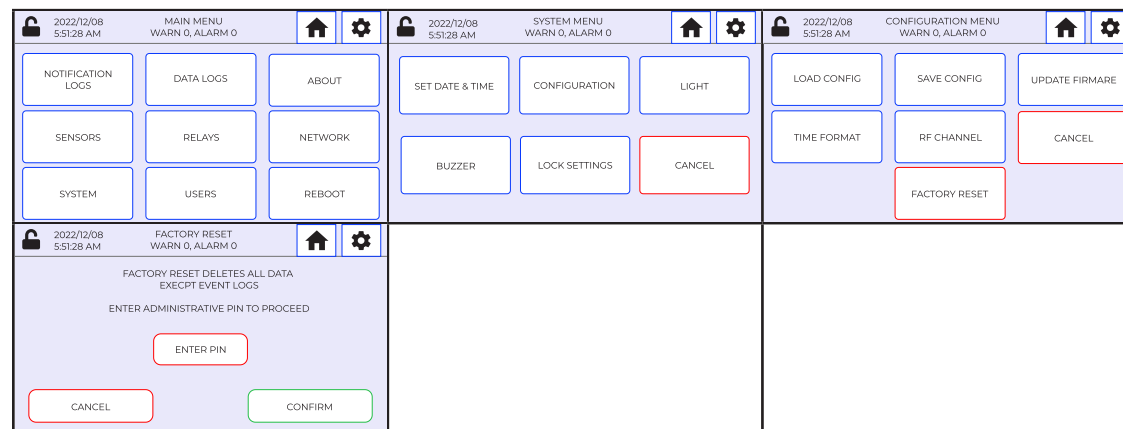 2022/12/08
5:51:28 AM
MAIN MENU
WARN 0, ALARM 0
NOTIFICATION
LOGS
DATA LOGS
ABOUT
SENSORS
RELAYS
NETWORK
SYSTEM
USERS
REBOOT
2022/12/08
5:51:28 AM
SYSTEM MENU
WARN 0, ALARM 0
SET DATE & TIME
CONFIGURATION
LIGHT
BUZZER
LOCK SETTINGS
CANCEL
2022/12/08
5:51:28 AM
CONFIGURATION MENU
WARN 0, ALARM 0
LOAD CONFIG
SAVE CONFIG
UPDATE FIRMARE
TIME FORMAT
RF CHANNEL
CANCEL
FACTORY RESET
2022/12/08
5:51:28 AM
FACTORY RESET
WARN 0, ALARM 0
FACTORY RESET DELETES ALL DATA
EXECPT EVENT LOGS
ENTER ADMINISTRATIVE PIN TO PROCEED
ENTER PIN
CANCEL
CONFIRM